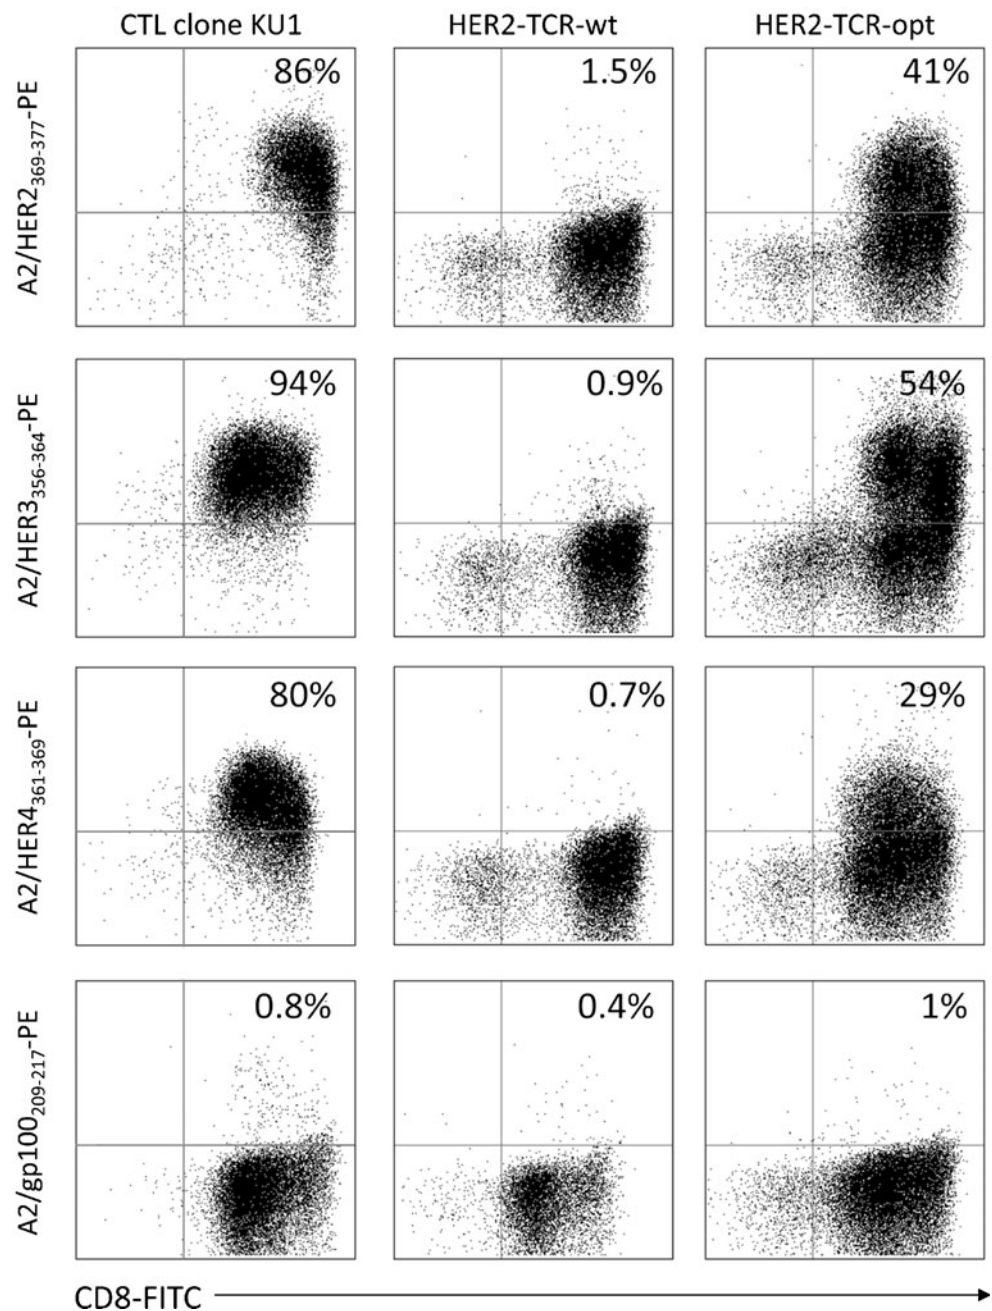 CTL clone KU1 HER2-TCR-wt HER2-TCR-opt
A2/HER2369-377-PE
86% 1.5% 41%
A2/HER3356-364-PE
94% 0.9% 54%
A2/HER4361-369-PE
80% 0.7% 29%
A2/gp100209-217-PE
0.8% 0.4% 1%
CD8-FITC